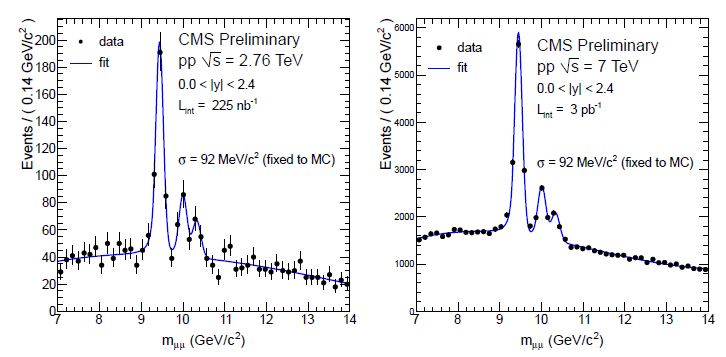 Events / ( 0.14 GeV/c² )
200
180
160
140
120
100
80
60
40
20
0
7 8 9 10 11 12 13 14
mμμ (GeV/c²)
data
fit
CMS Preliminary
pp √s = 2.76 TeV
0.0 < |y| < 2.4
Lint = 225 nb⁻¹
σ = 92 MeV/c² (fixed to MC)
Events / ( 0.14 GeV/c² )
6000
5000
4000
3000
2000
1000
0
7 8 9 10 11 12 13 14
mμμ (GeV/c²)
data
fit
CMS Preliminary
pp √s = 7 TeV
0.0 < |y| < 2.4
Lint = 3 pb⁻¹
σ = 92 MeV/c² (fixed to MC)